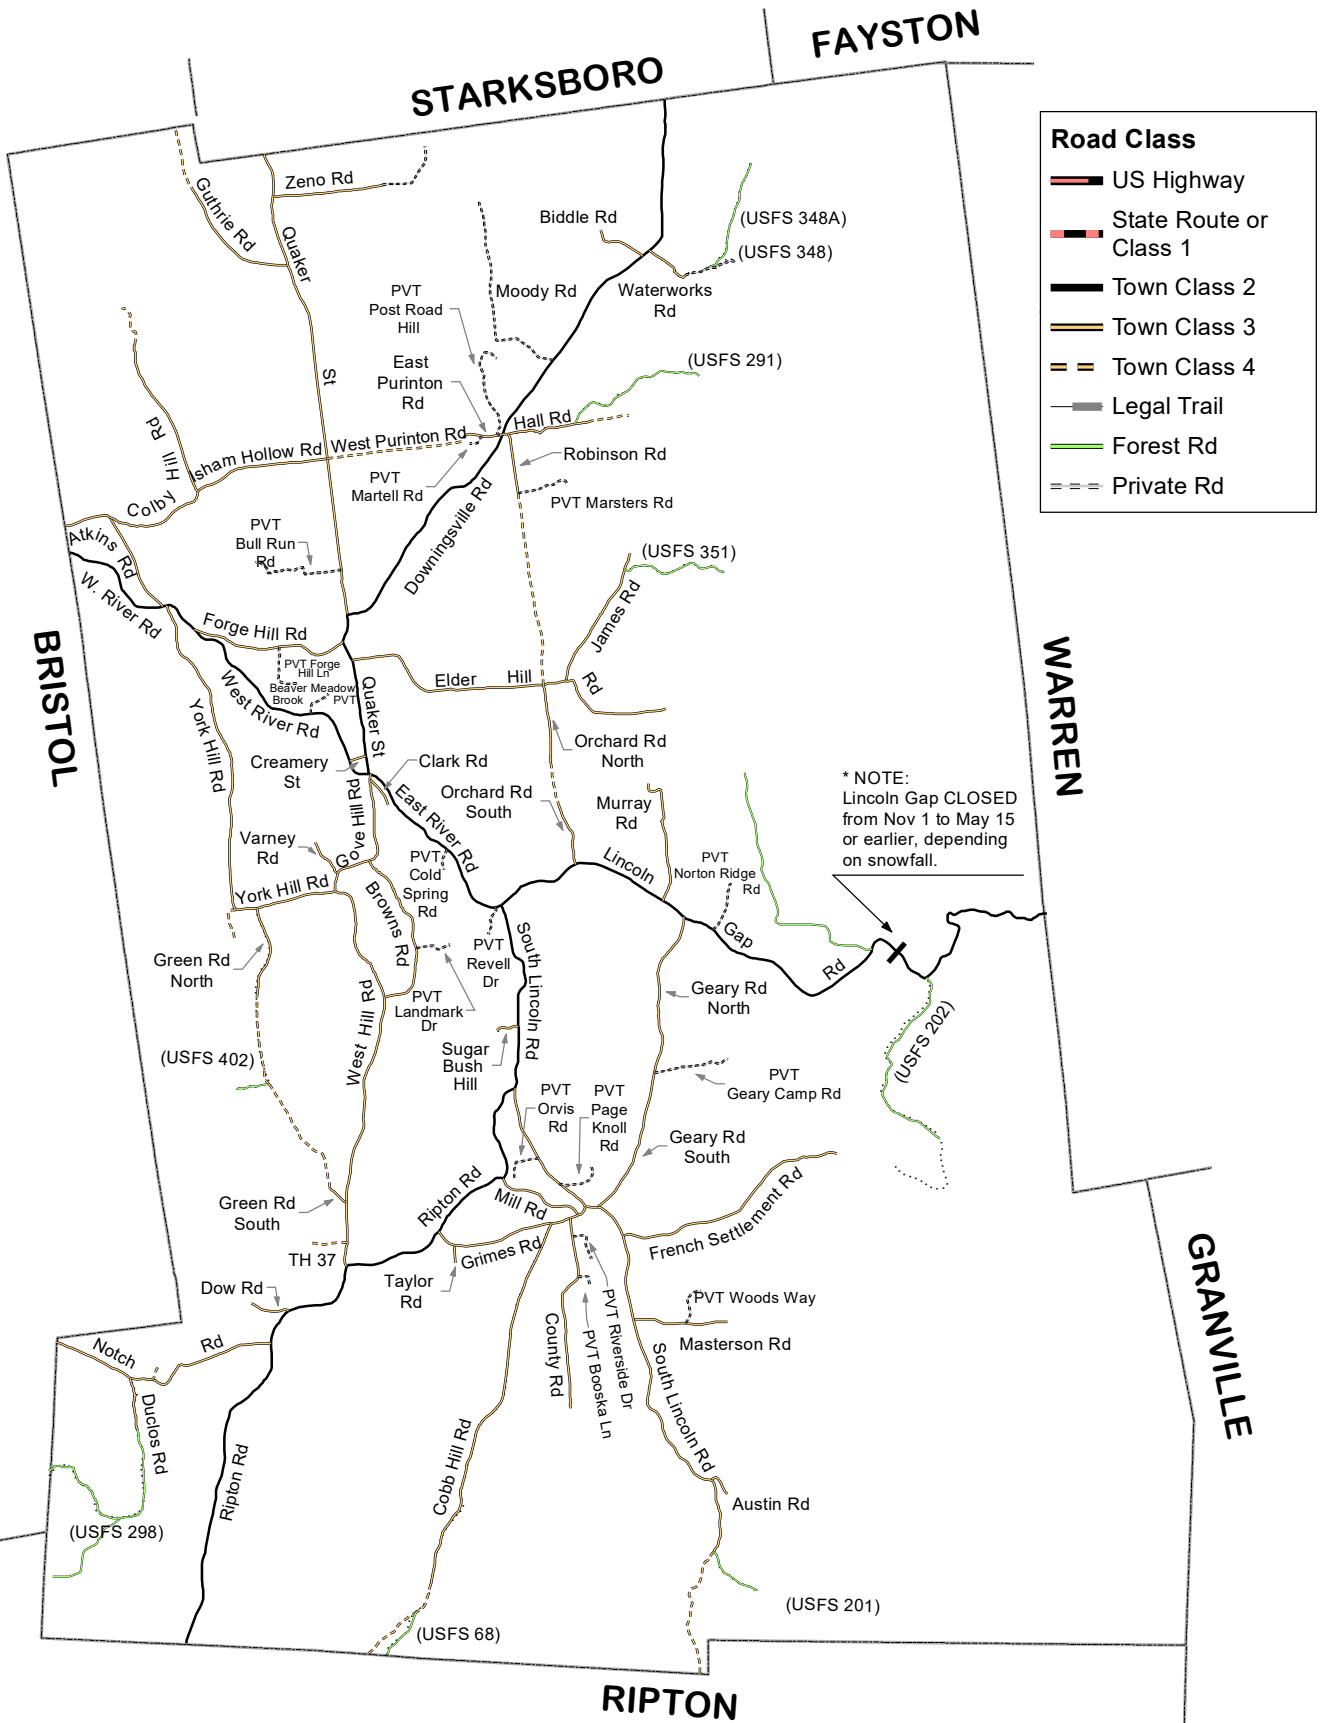 FAYSTON
STARKSBORO
Road Class
US Highway
State Route or
Class 1
Town Class 2
Town Class 3
Town Class 4
Legal Trail
Forest Rd
Private Rd
Zeno Rd
Guthrie Rd
Quaker
St
Biddle Rd
(USFS 348A)
(USFS 348)
Waterworks
Rd
Moody Rd
PVT
Post Road
Hill
East
Purinton
Rd
(USFS 291)
Hall Rd
Hill Rd
Colby
Isham Hollow Rd
West Purinton Rd
PVT
Martell Rd
Robinson Rd
PVT Marsters Rd
Downingsville Rd
Atkins Rd
W. River Rd
PVT
Bull Run
Rd
(USFS 351)
James Rd
Forge Hill Rd
PVT Forge
Hill Ln
Beaver Meadow
Brook PVT
West River Rd
Quaker St
Elder Hill Rd
BRISTOL
WARREN
York Hill Rd
Creamery
St
Clark Rd
Orchard Rd
North
Orchard Rd
South
Murray
Rd
* NOTE:
Lincoln Gap CLOSED
from Nov 1 to May 15
or earlier, depending
on snowfall.
Gove Hill Rd
East River Rd
Varney
Rd
York Hill Rd
Browns Rd
PVT
Cold
Spring
Rd
Lincoln
Gap
Rd
PVT
Norton Ridge
Rd
Green Rd
North
PVT
Revell
Dr
South Lincoln Rd
PVT
Landmark
Dr
West Hill Rd
Geary Rd
North
(USFS 402)
Sugar
Bush
Hill
(USFS 202)
PVT
Orvis
Rd
PVT
Page
Knoll
Rd
PVT
Geary Camp Rd
Geary Rd
South
Green Rd
South
Ripton Rd
Mill Rd
French Settlement Rd
TH 37
Grimes Rd
Taylor
Rd
Dow Rd
GRANVILLE
PVT Woods Way
Masterson Rd
PVT Riverside Dr
PVT Booska Ln
County Rd
South Lincoln Rd
Notch Rd
Duclos Rd
Ripton Rd
Cobb Hill Rd
Austin Rd
(USFS 298)
(USFS 201)
(USFS 68)
RIPTON